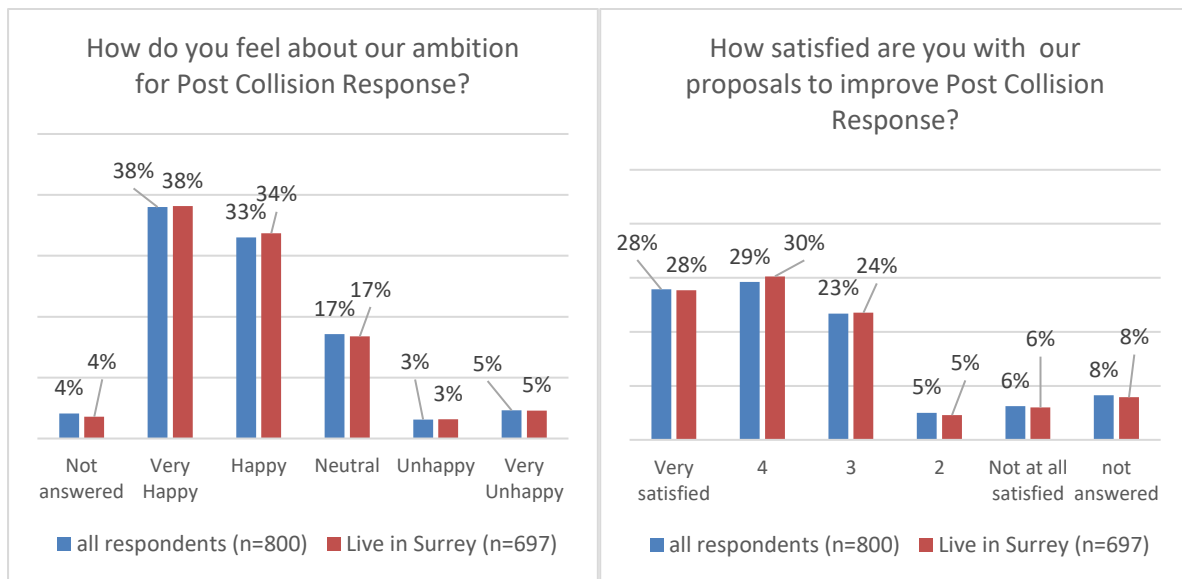 How do you feel about our ambition
for Post Collision Response?
38%
38%
33%
34%
17%
17%
4%
4%
3%
3%
5%
5%
Not
answered
Very
Happy
Happy
Neutral
Unhappy
Very
Unhappy
all respondents (n=800)
Live in Surrey (n=697)
How satisfied are you with our
proposals to improve Post Collision
Response?
28%
28%
29%
30%
23%
24%
5%
5%
6%
6%
8%
8%
Very
satisfied
4
3
2
Not at all
satisfied
not
answered
all respondents (n=800)
Live in Surrey (n=697)